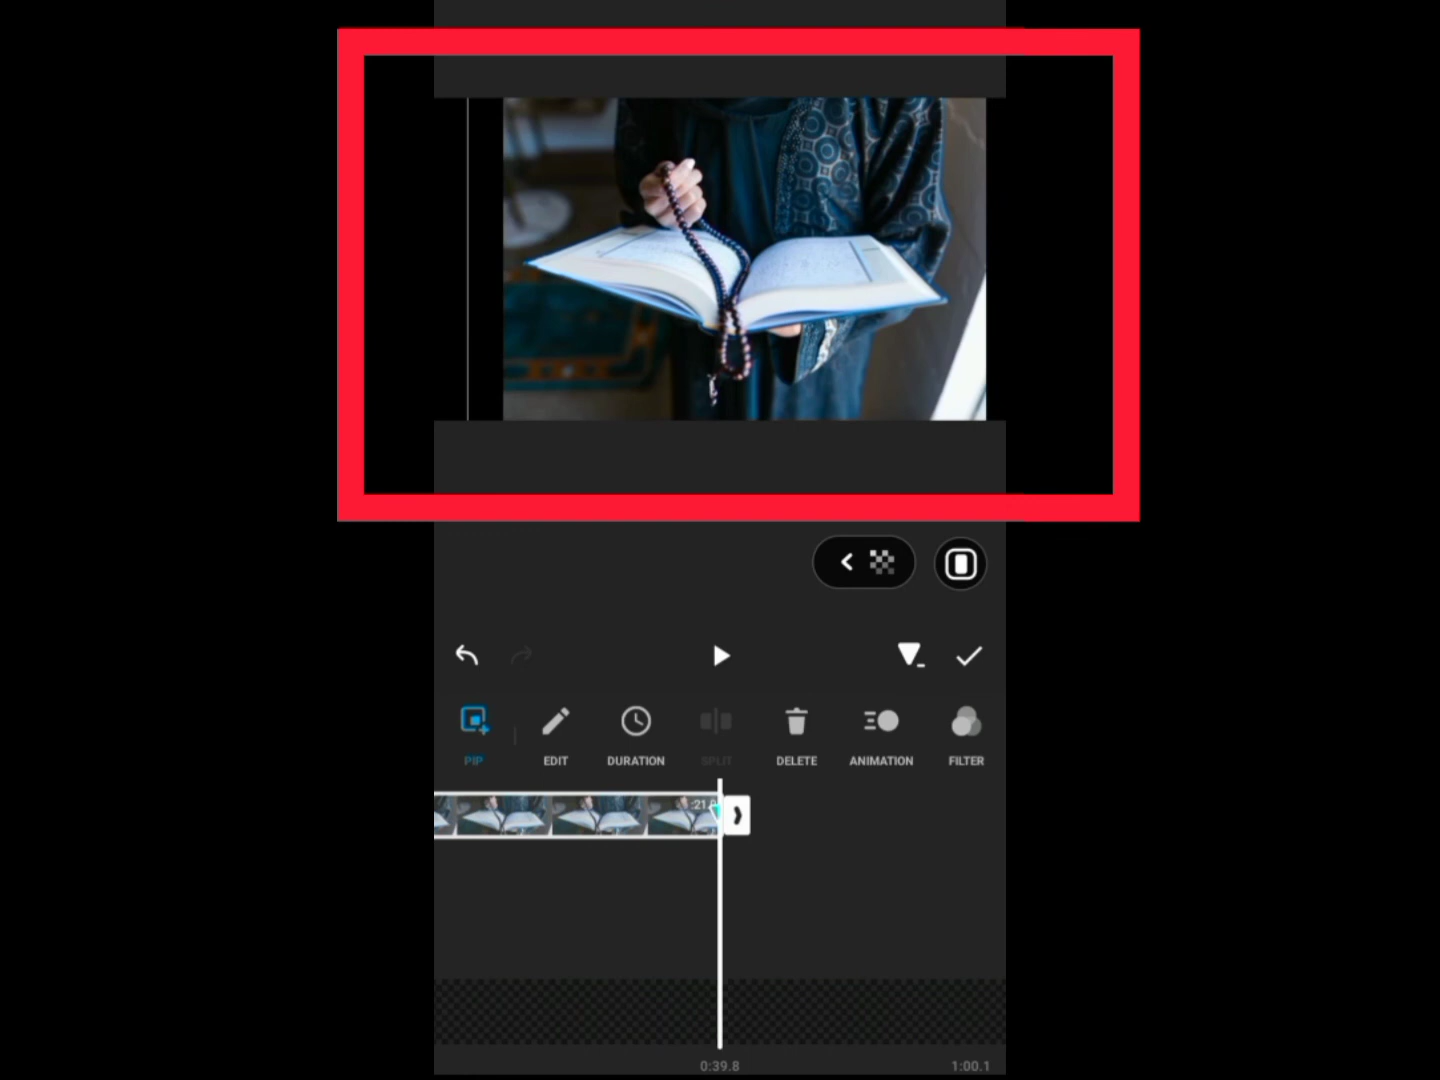 PIP
EDIT
DURATION
SPLIT
DELETE
ANIMATION
FILTER
0:39.8
1:00.1